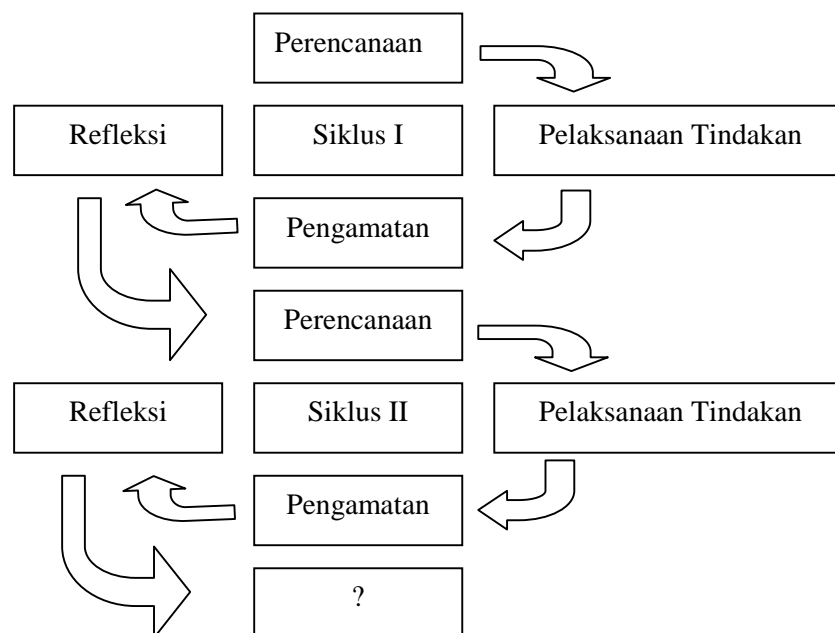 Perencanaan
Refleksi
Siklus I
Pelaksanaan Tindakan
Pengamatan
Perencanaan
Refleksi
Siklus II
Pelaksanaan Tindakan
Pengamatan
?